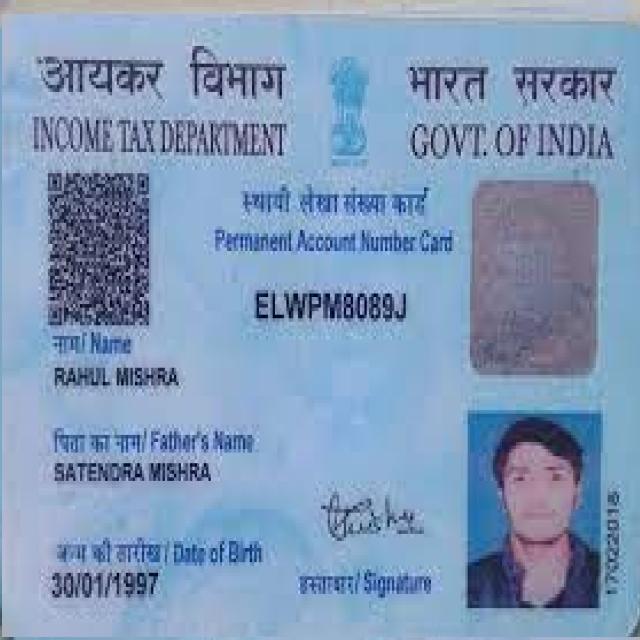 आयकर विभाग
INCOME TAX DEPARTMENT
भारत सरकार
GOVT. OF INDIA
स्थायी लेखा संख्या कार्ड
Permanent Account Number Card
ELWPM8089J
नाम/ Name
RAHUL MISHRA
पिता का नाम/ Father's Name
SATENDRA MISHRA
जन्म की तारीख / Date of Birth
30/01/1997
हस्ताक्षर/ Signature
17022018